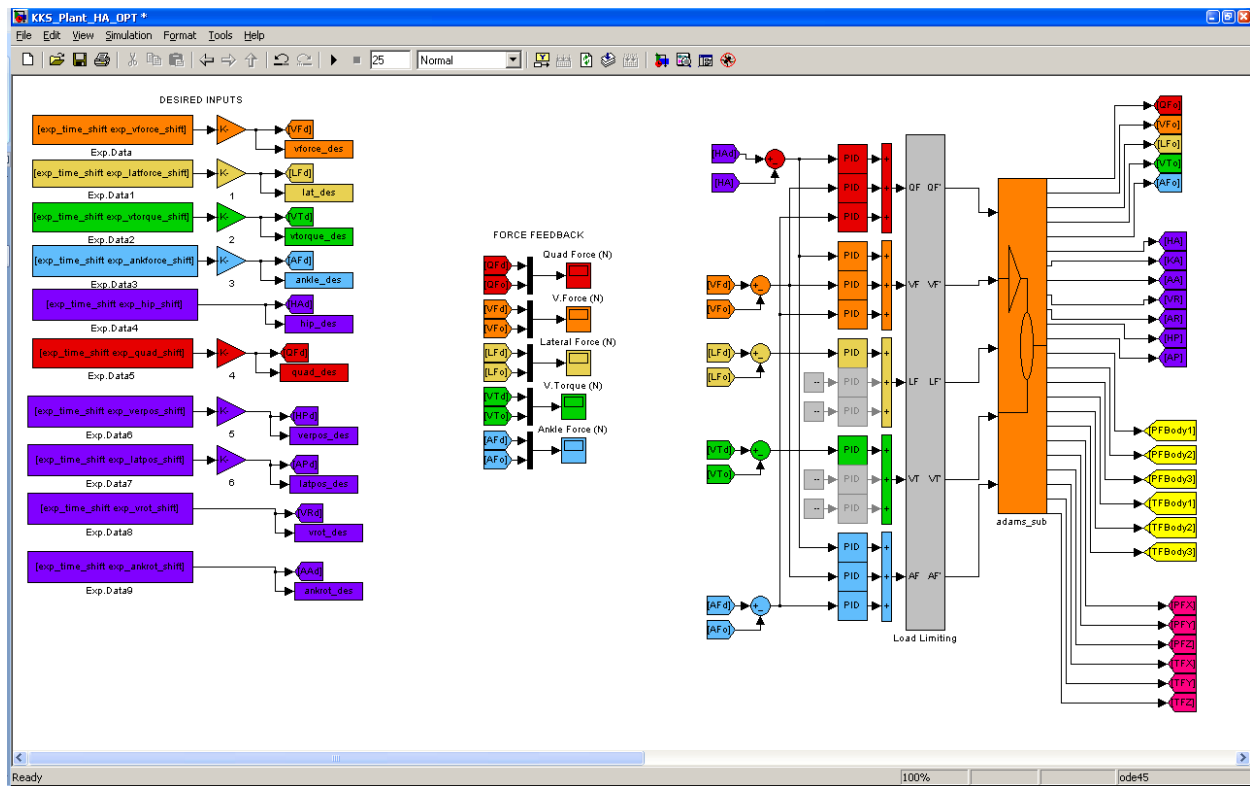 KKS_Plant_HA_OPT *
File Edit View Simulation Format Tools Help
25 Normal
DESIRED INPUTS
[exp_time_shift exp_vforce_shift] K- [VFd]
vforce_des
Exp.Data
[exp_time_shift exp_latforce_shift] K- [LFd]
lat_des
Exp.Data1 1
[exp_time_shift exp_vtorque_shift] K- [VTd]
vtorque_des
Exp.Data2 2
[exp_time_shift exp_ankforce_shift] K- [AFd]
ankle_des
Exp.Data3 3
[exp_time_shift exp_hip_shift] [HAd]
hip_des
Exp.Data4
[exp_time_shift exp_quad_shift] K- [QFd]
quad_des
Exp.Data5 4
[exp_time_shift exp_verpos_shift] K- [HPd]
verpos_des
Exp.Data6 5
[exp_time_shift exp_latpos_shift] K- [APd]
latpos_des
Exp.Data7 6
[exp_time_shift exp_vrot_shift] [VRd]
vrot_des
Exp.Data8
[exp_time_shift exp_ankrot_shift] [AAd]
ankrot_des
Exp.Data9
FORCE FEEDBACK
Quad Force (N)
[QFd]
[QFo]
V.Force (N)
[VFd]
[VFo]
Lateral Force (N)
[LFd]
[LFo]
V.Torque (N)
[VTd]
[VTo]
Ankle Force (N)
[AFd]
[AFo]
[HAd] +_
[HA]
PID +
PID +
PID +
[VFd] +_
[VFo]
PID +
PID +
PID +
[LFd] +_
[LFo]
PID +
-- PID +
-- PID +
[VTd] +_
[VTo]
PID +
-- PID +
-- PID +
[AFd] +_
[AFo]
PID +
PID +
PID +
QF QF'
VF VF'
LF LF'
VT VT'
AF AF'
Load Limiting
adams_sub
[QFo]
[VFo]
[LFo]
[VTo]
[AFo]
[HA]
[KA]
[AA]
[VR]
[AR]
[HP]
[AP]
[PFBody1]
[PFBody2]
[PFBody3]
[TFBody1]
[TFBody2]
[TFBody3]
[PFX]
[PFY]
[PFZ]
[TFX]
[TFY]
[TFZ]
Ready 100% ode45